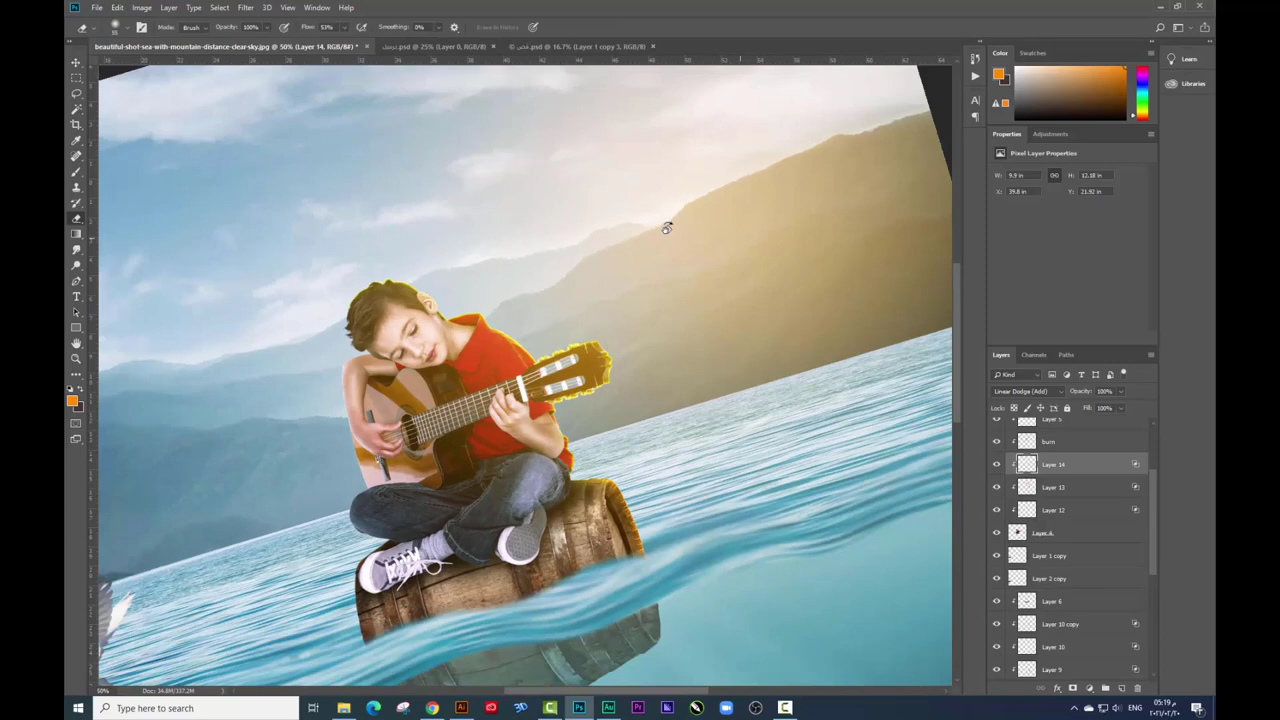 File Edit Image Layer Type Select Filter 3D View Window Help
Mode: Brush Opacity: 100% Flow: 53% Smoothing: 0% Erase to History
beautiful-shot-sea-with-mountain-distance-clear-sky.jpg @ 50% (Layer 14, RGB/8#) * × .psd @ 25% (Layer 0, RGB/8) × .psd @ 16.7% (Layer 1 copy 3, RGB/8) ×
Color Swatches
Learn
Libraries
Properties Adjustments
Pixel Layer Properties
W: 9.9 in H: 12.18 in
X: 39.8 in Y: 21.92 in
Layers Channels Paths
Kind
Linear Dodge (Add) Opacity: 100%
Lock: Fill: 100%
Layer 5
burn
Layer 14
Layer 13
Layer 12
Layer 4
Layer 1 copy
Layer 2 copy
Layer 6
Layer 10 copy
Layer 10
Layer 9
50% Doc: 34.8M/337.2M
Type here to search
05:19 م